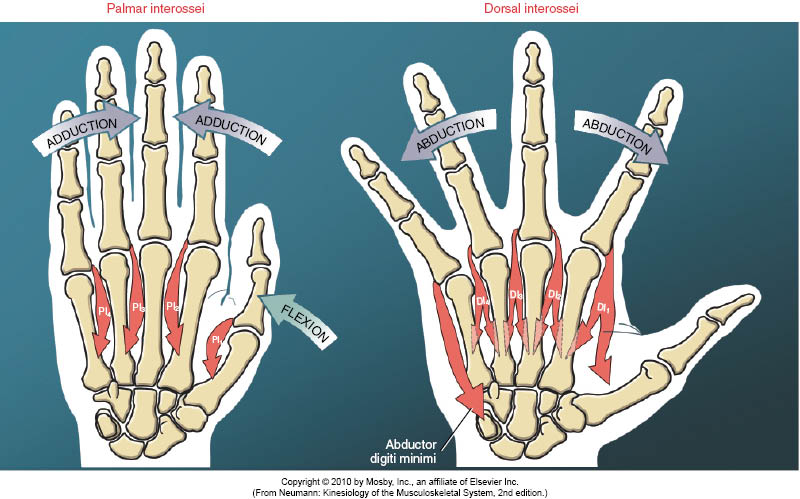 Palmar interossei
Dorsal interossei
ADDUCTION
ADDUCTION
ABDUCTION
ABDUCTION
PI4
PI3
PI2
PI1
FLEXION
DI4
DI3
DI2
DI1
Abductor
digiti minimi
Copyright © 2010 by Mosby, Inc., an affiliate of Elsevier Inc.
(From Neumann: Kinesiology of the Musculoskeletal System, 2nd edition.)